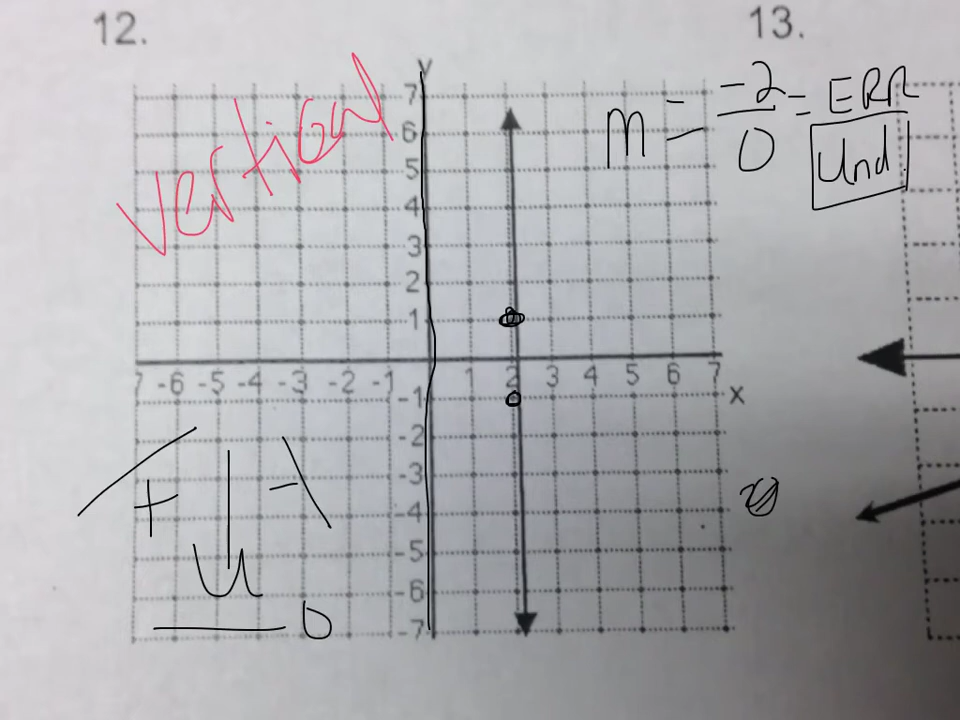 12.
13.
vertical
y
7
6
5
4
3
2
1
7 -6 -5 -4 -3 -2 -1 1 2 3 4 5 6 7
x
-1
-2
-3
-4
-5
-6
-7
m = -2/0 = ERR
Und
+ | -
U
0